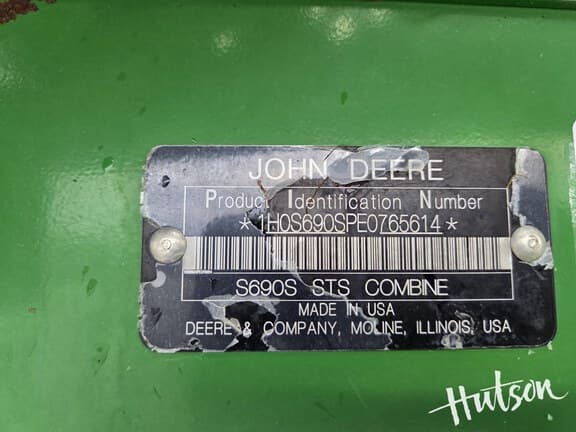 JOHN DEERE
Product Identification Number
*1H0S690SPE0765614*
S690S STS COMBINE
MADE IN USA
DEERE & COMPANY, MOLINE, ILLINOIS, USA
Hutson